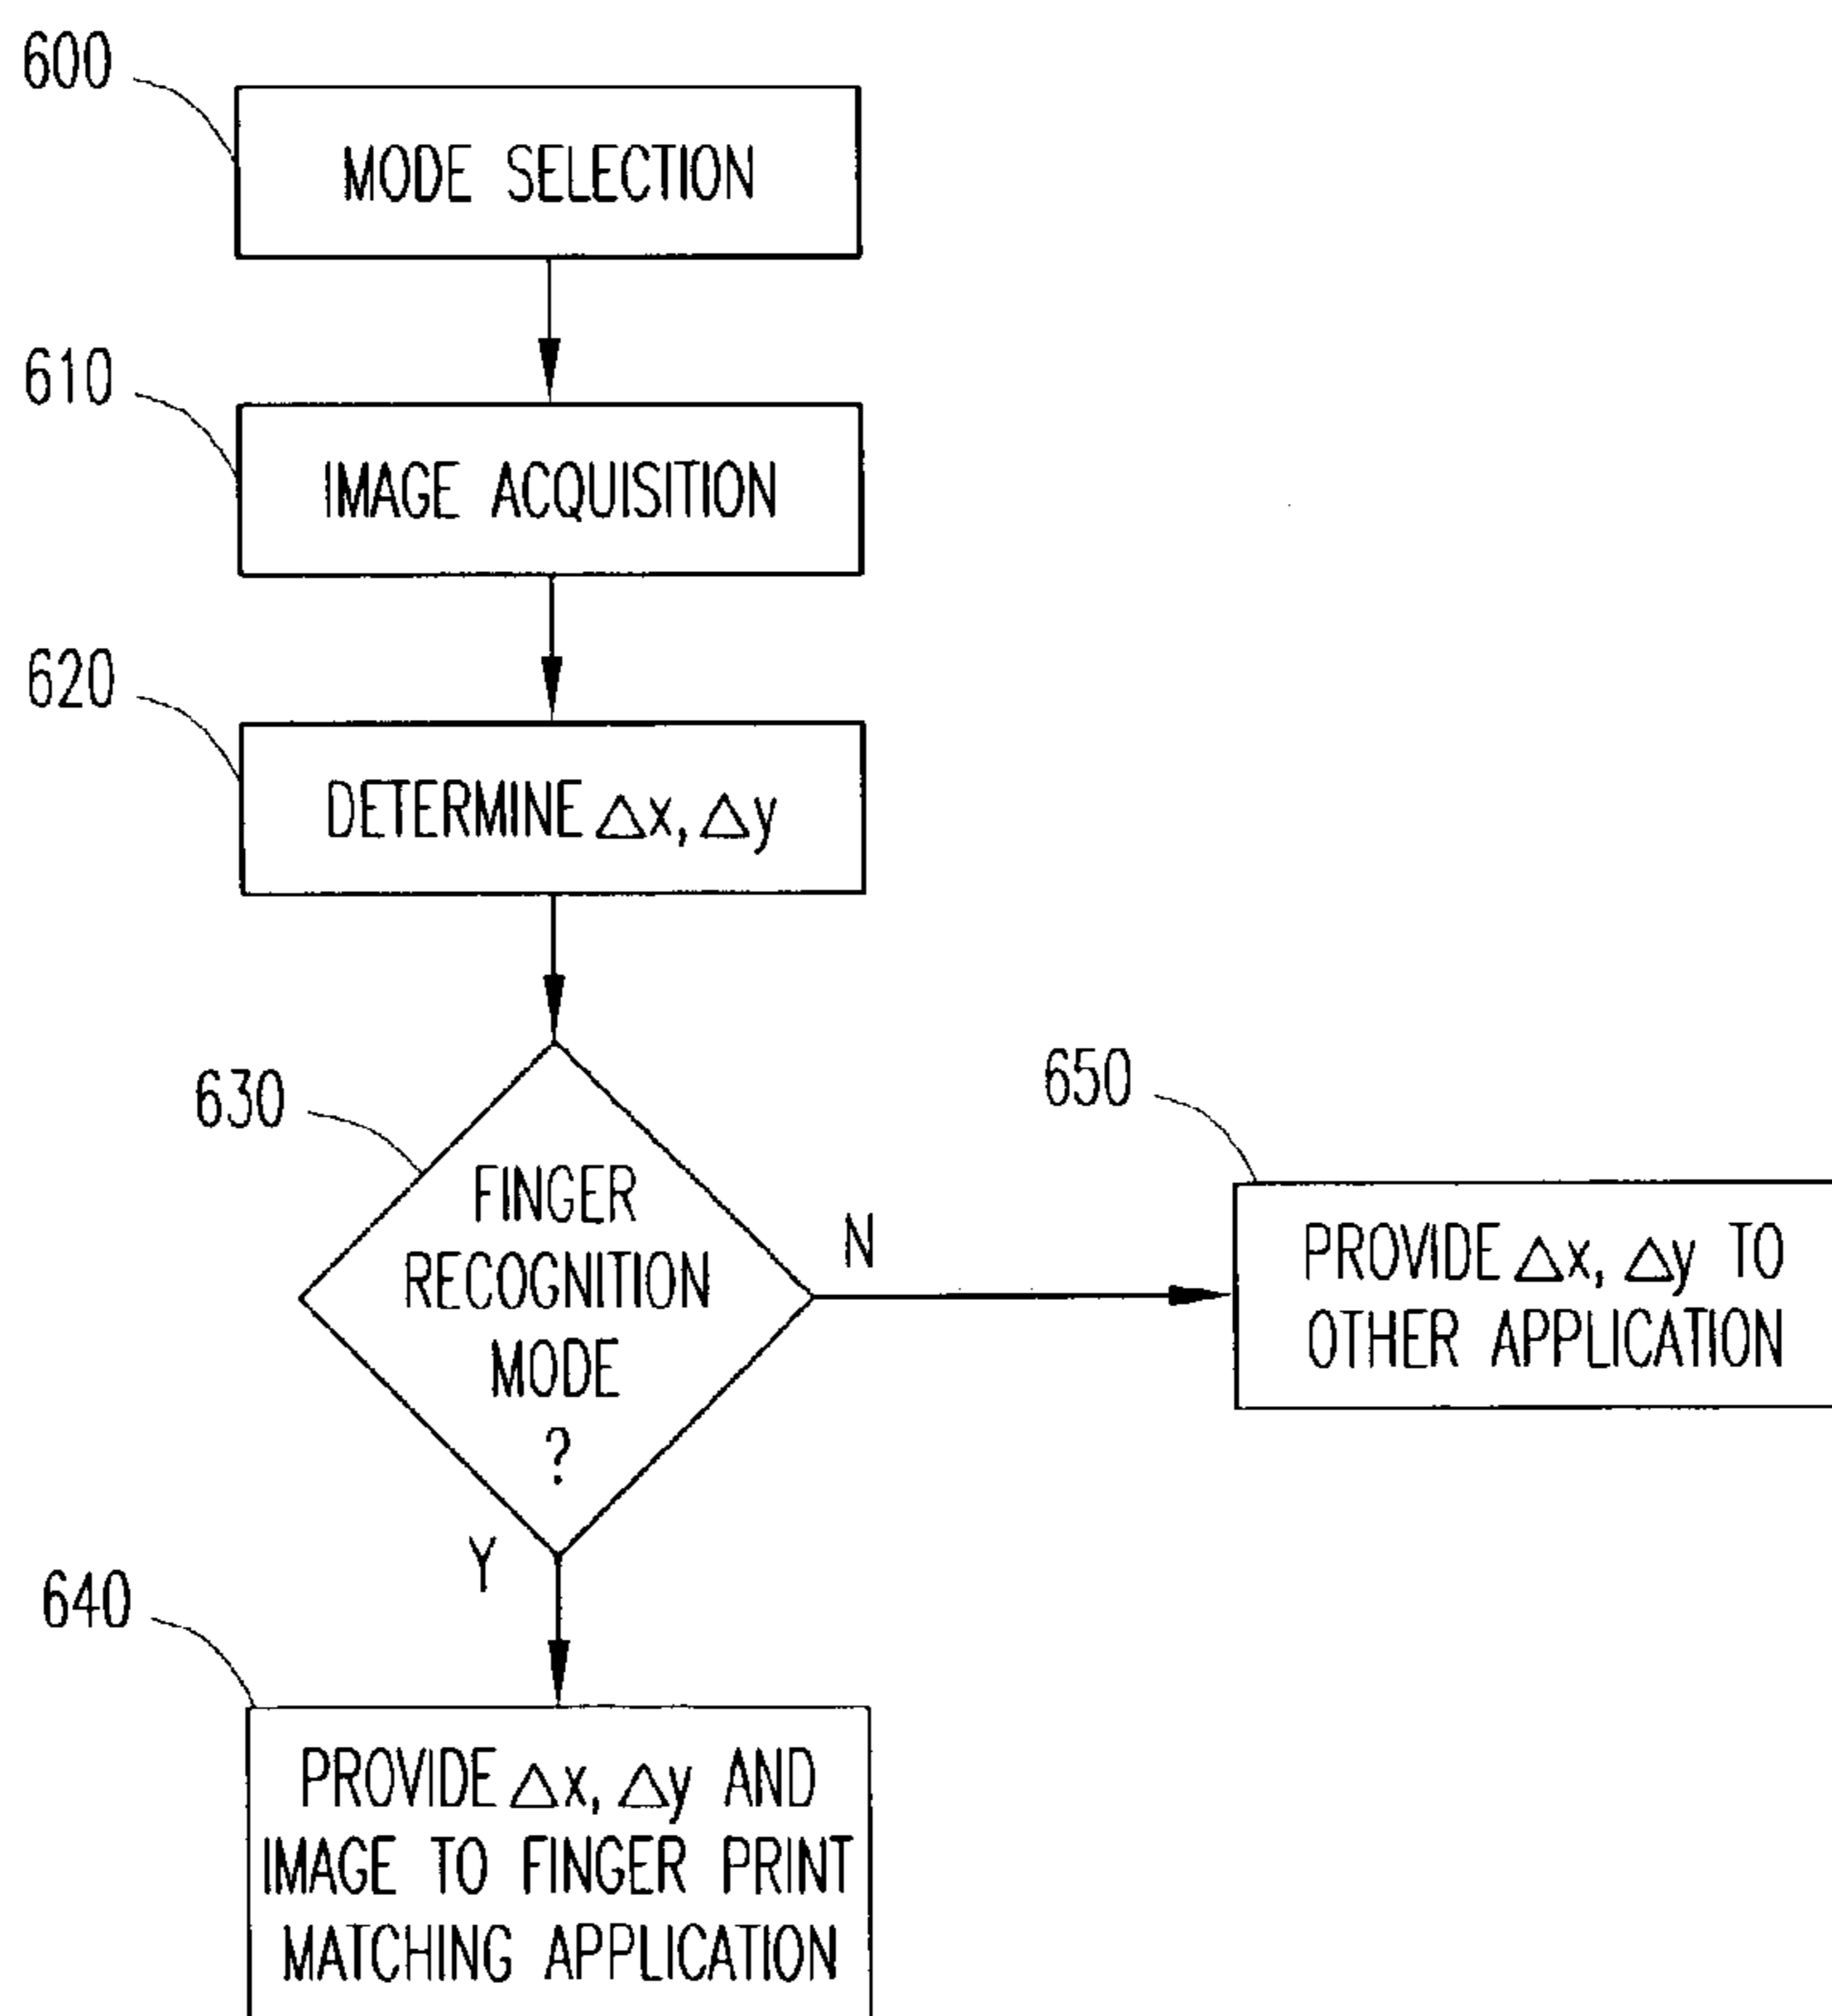 600
MODE SELECTION
610
IMAGE ACQUISITION
620
DETERMINE △x, △y
630
FINGER
RECOGNITION
MODE
?
N
Y
650
PROVIDE △x, △y TO
OTHER APPLICATION
640
PROVIDE △x, △y AND
IMAGE TO FINGER PRINT
MATCHING APPLICATION